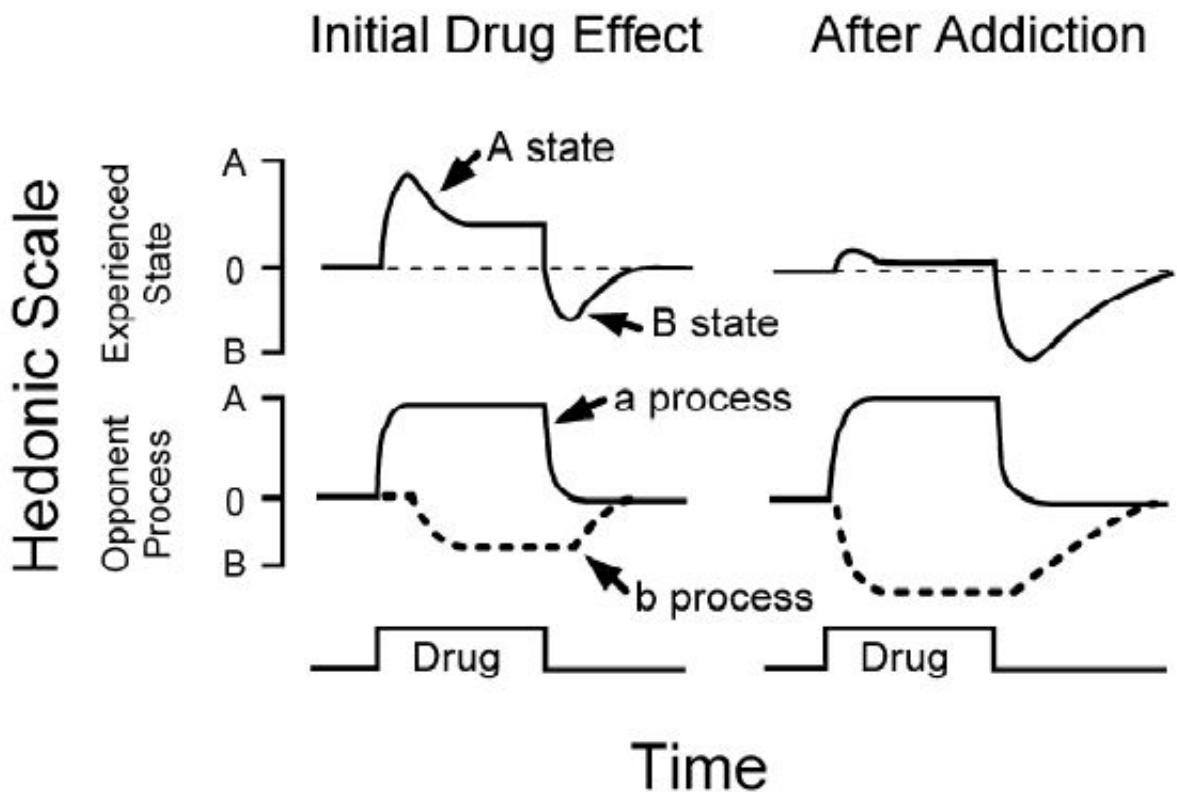 Initial Drug Effect
After Addiction
Hedonic Scale
Experienced
State
A
0
B
A state
B state
Opponent
Process
A
0
B
a process
b process
Drug
Drug
Time